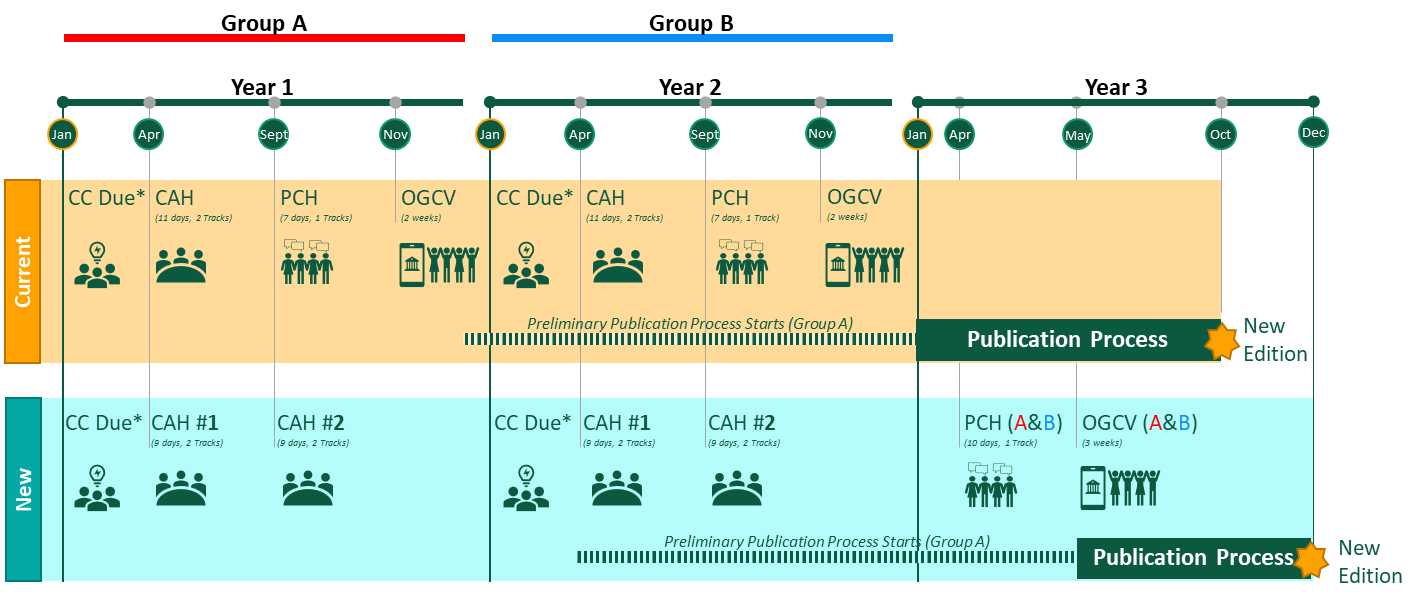 Group A
Group B
Year 1
Year 2
Year 3
Jan
Apr
Sept
Nov
Jan
Apr
Sept
Nov
Jan
Apr
May
Oct
Dec
Current
CC Due*
CAH
(11 days, 2 Tracks)
PCH
(7 days, 1 Tracks)
OGCV
(2 weeks)
CC Due*
CAH
(11 days, 2 Tracks)
PCH
(7 days, 1 Track)
OGCV
(2 weeks)
Preliminary Publication Process Starts (Group A)
Publication Process
New
Edition
New
CC Due*
CAH #1
(9 days, 2 Tracks)
CAH #2
(9 days, 2 Tracks)
CC Due*
CAH #1
(9 days, 2 Tracks)
CAH #2
(9 days, 2 Tracks)
PCH (A&B)
(10 days, 1 Track)
OGCV (A&B)
(3 weeks)
Preliminary Publication Process Starts (Group A)
Publication Process
New
Edition